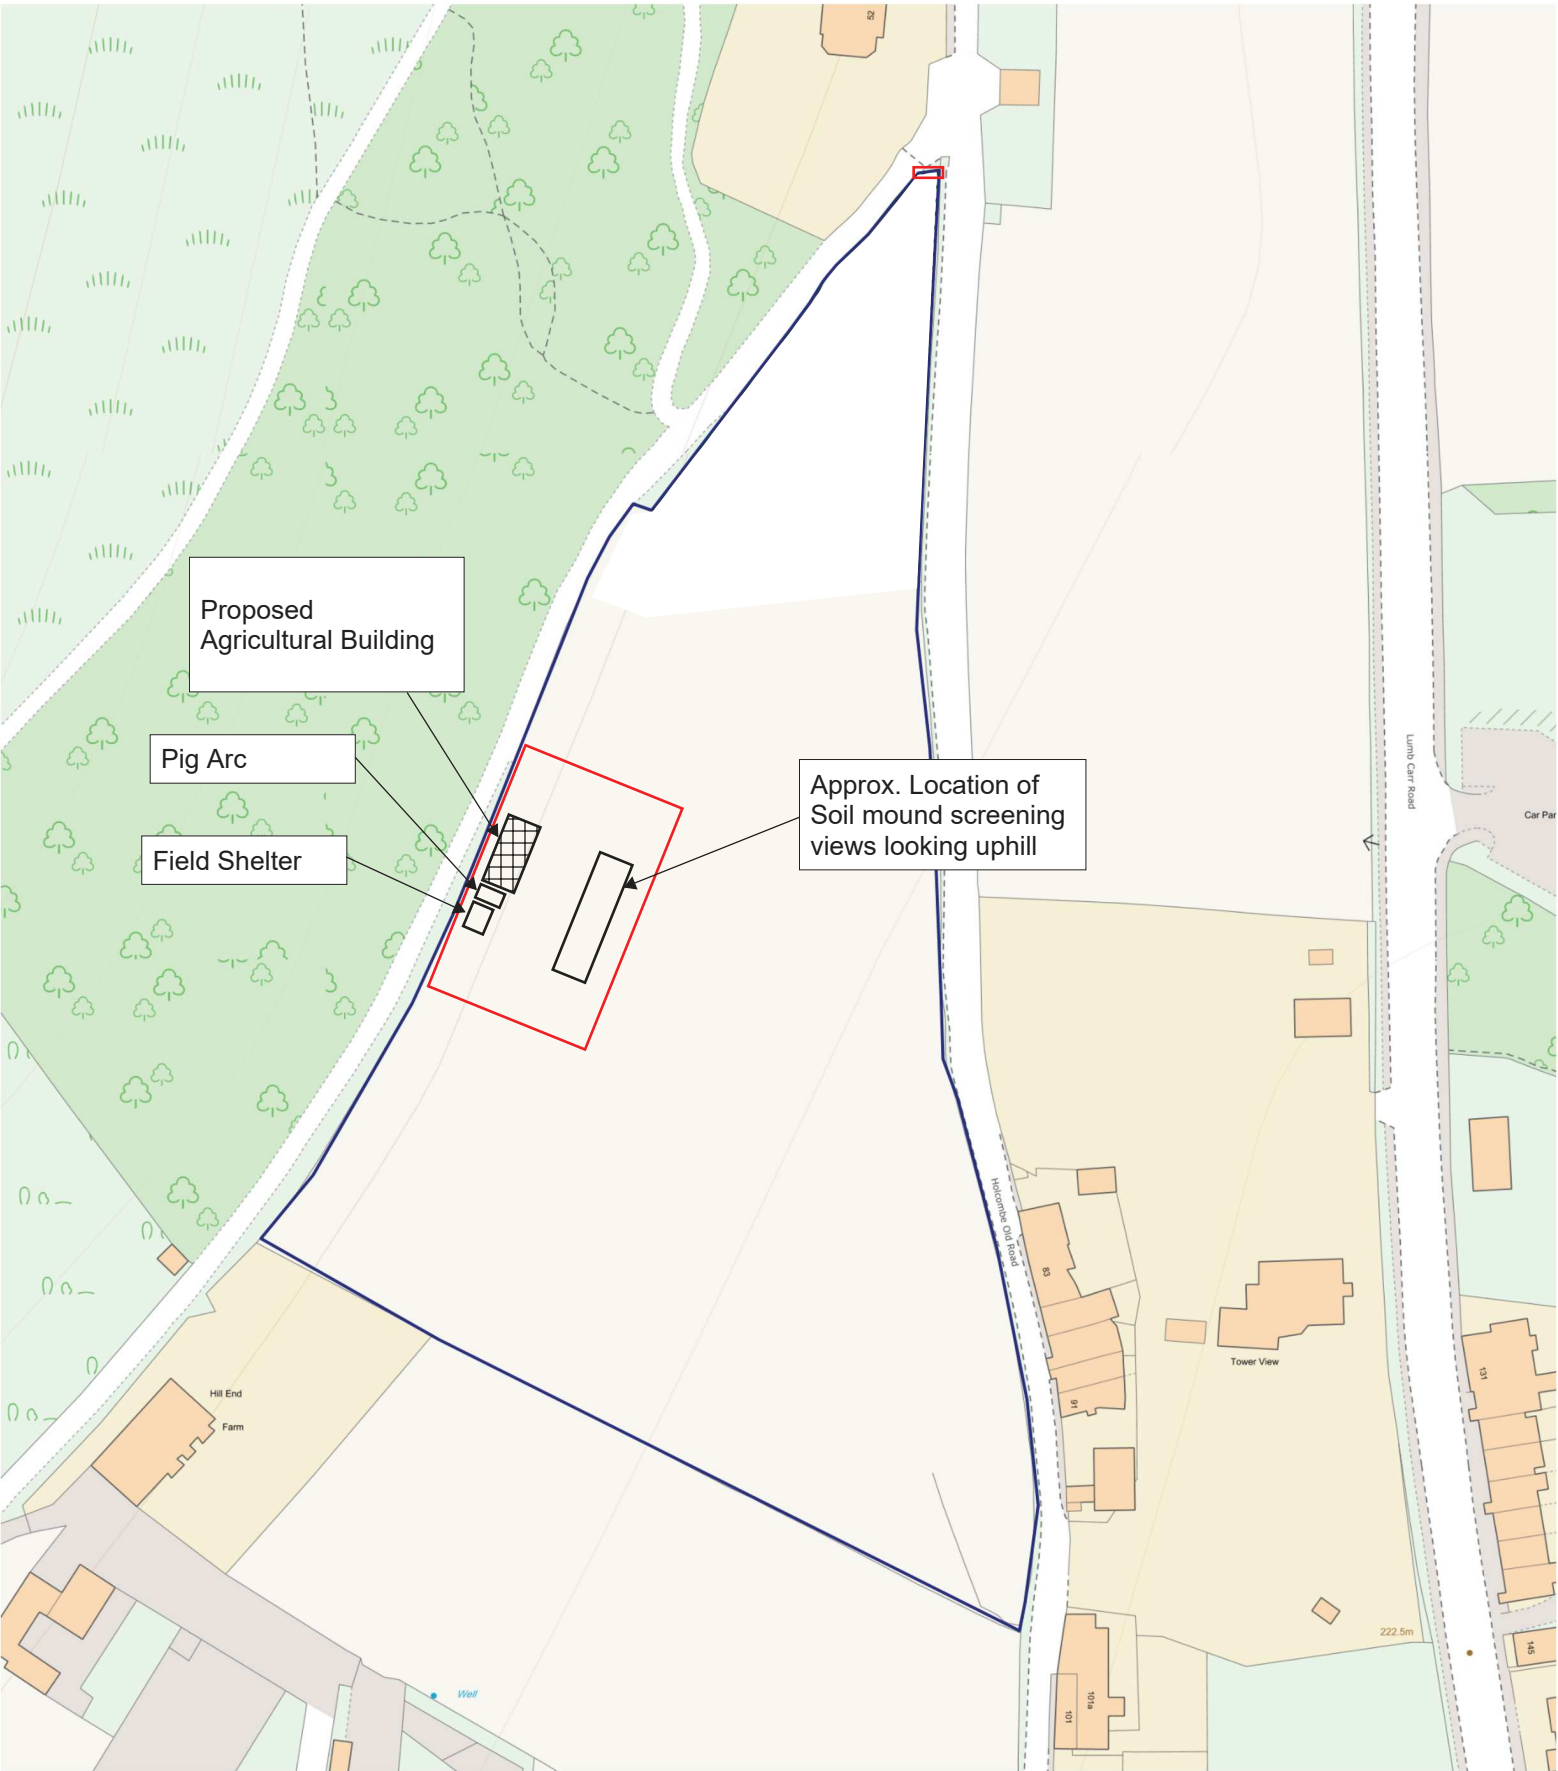 52
Proposed
Agricultural Building
Pig Arc
Field Shelter
Approx. Location of
Soil mound screening
views looking uphill
Lumb Carr Road
Car Par
Holcombe Old Road
83
91
Tower View
131
Hill End
Farm
222.5m
145
Well
101a
101